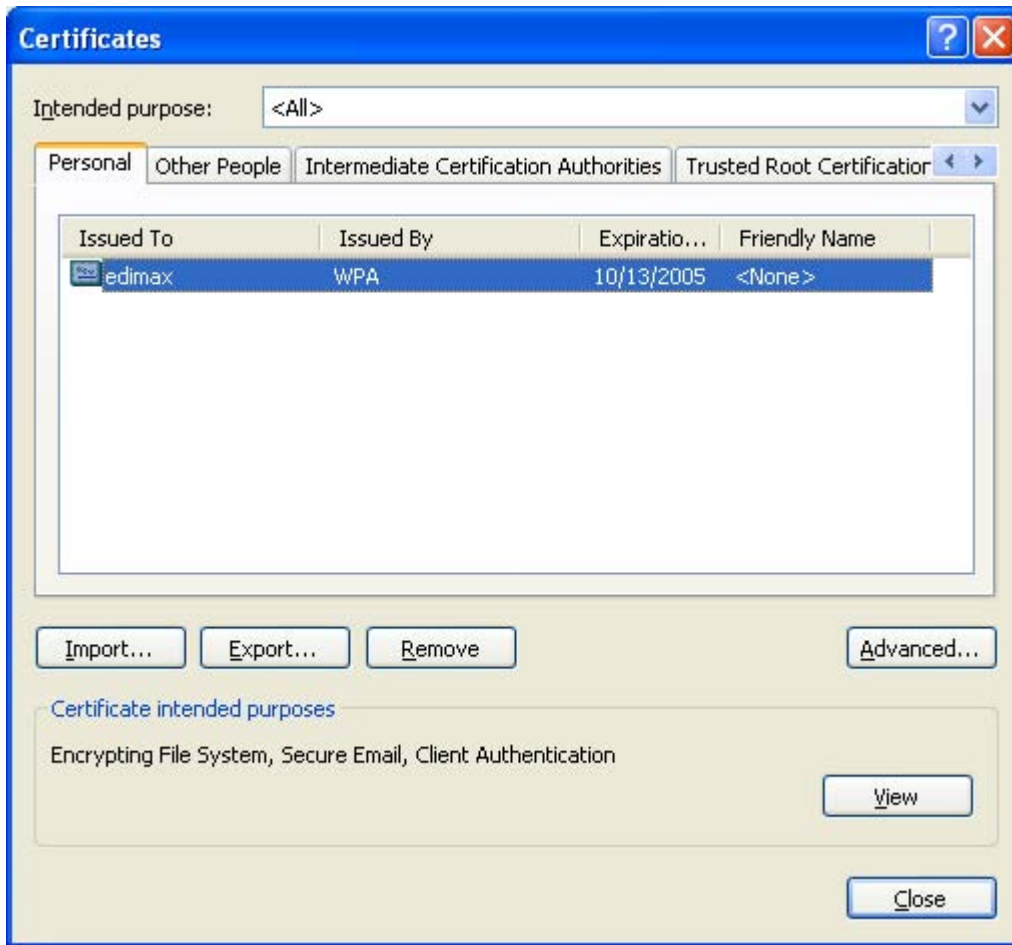 Certificates
Intended purpose: <All>
Personal Other People Intermediate Certification Authorities Trusted Root Certification
Issued To Issued By Expiratio... Friendly Name
edimax WPA 10/13/2005 <None>
Import... Export... Remove Advanced...
Certificate intended purposes
Encrypting File System, Secure Email, Client Authentication
View
Close